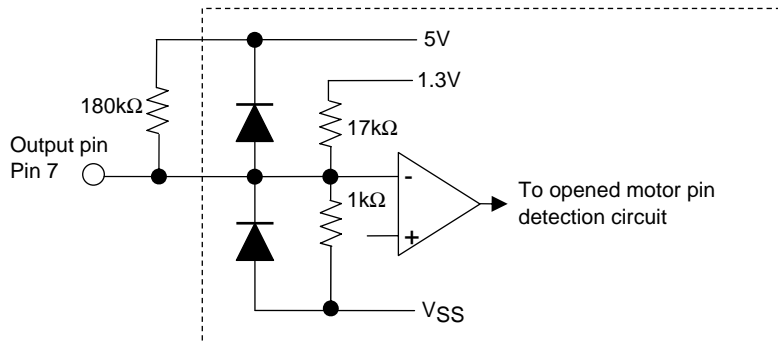 5V
1.3V
180kΩ
17kΩ
Output pin
Pin 7
-
1kΩ
To opened motor pin
detection circuit
+
VSS